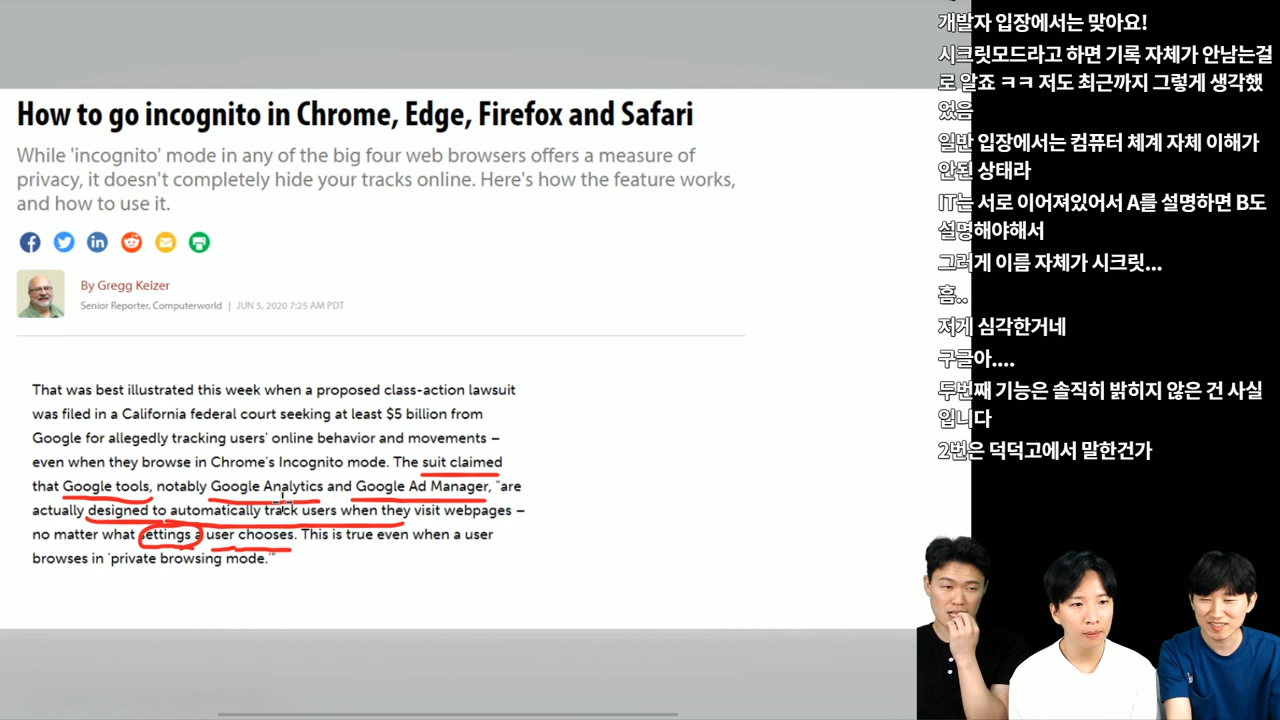 How to go incognito in Chrome, Edge, Firefox and Safari
While 'incognito' mode in any of the big four web browsers offers a measure of
privacy, it doesn't completely hide your tracks online. Here's how the feature works,
and how to use it.
By Gregg Keizer
Senior Reporter, Computerworld | JUN 5, 2020 7:25 AM PDT
That was best illustrated this week when a proposed class-action lawsuit
was filed in a California federal court seeking at least $5 billion from
Google for allegedly tracking users' online behavior and movements –
even when they browse in Chrome's Incognito mode. The suit claimed
that Google tools, notably Google Analytics and Google Ad Manager, "are
actually designed to automatically track users when they visit webpages –
no matter what settings a user chooses. This is true even when a user
browses in 'private browsing mode.'"
개발자 입장에서는 맞아요!
시크릿모드라고 하면 기록 자체가 안남는걸
로 알죠 ㅋㅋ 저도 최근까지 그렇게 생각했
었음
일반 입장에서는 컴퓨터 체계 자체 이해가
안된 상태라
IT는 서로 이어져있어서 A를 설명하면 B도
설명해야해서
그러게 이름 자체가 시크릿...
흠..
저게 심각한거네
구글아....
두번째 기능은 솔직히 밝히지 않은 건 사실
입니다
2번은 덕덕고에서 말한건가